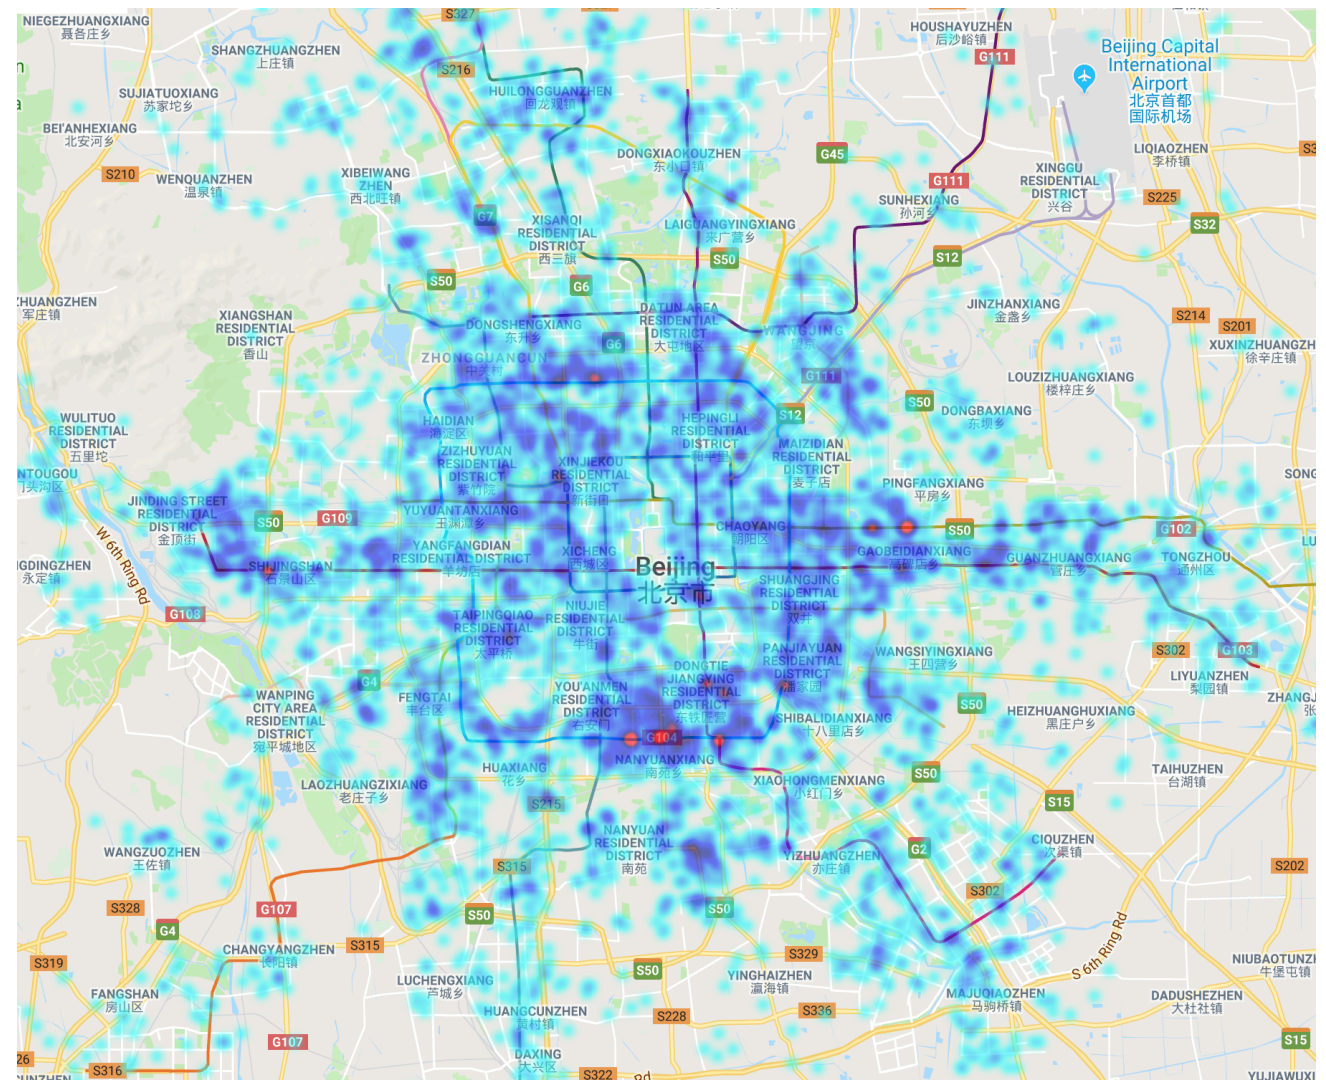 NIEGEZHUANGXIANG
聂各庄乡
S327
HOUSHAYUZHEN
后沙峪镇
SHANGZHUANGZHEN
上庄镇
S216
G111
Beijing Capital
International
Airport
北京首都
国际机场
SUJIATUOXIANG
苏家坨乡
HUILONGGUANZHEN
回龙观镇
BEI'ANHEXIANG
北安河乡
DONGXIAOKOUZHEN
东小口镇
G45
LIQIAOZHEN
李桥镇
S210
WENQUANZHEN
温泉镇
XIBEIWANG
ZHEN
西北旺镇
G111
XINGGU
RESIDENTIAL
DISTRICT
兴谷
S225
SUNHEXIANG
孙河乡
G7
XISANQI
RESIDENTIAL
DISTRICT
西三旗
LAIGUANGYINGXIANG
来广营乡
S32
S50
S12
S50
G6
ZHUANGZHEN
军庄镇
XIANGSHAN
RESIDENTIAL
DISTRICT
香山
DATUN AREA
RESIDENTIAL
DISTRICT
大屯地区
JINZHANXIANG
金盏乡
S214
S201
DONGSHENGXIANG
东升乡
WANGJING
望京
G6
XUXINZHUANGZH
徐辛庄镇
ZHONGGUANCUN
中关村
G111
LOUZIZHUANGXIANG
楼梓庄乡
S50
DONGBAXIANG
东坝乡
S12
WULITUO
RESIDENTIAL
DISTRICT
五里坨
HAIDIAN
海淀区
HEPINGLI
RESIDENTIAL
DISTRICT
和平里
MAIZIDIAN
RESIDENTIAL
DISTRICT
麦子店
ZIZHUYUAN
RESIDENTIAL
DISTRICT
紫竹院
XINJIEKOU
RESIDENTIAL
DISTRICT
新街口
NTOUGOU
门头沟区
SONG
PINGFANGXIANG
平房乡
JINDING STREET
RESIDENTIAL
DISTRICT
金顶街
S50
G109
YUYUANTANXIANG
玉渊潭乡
CHAOYANG
朝阳区
S50
G102
W 6th Ring Rd
YANGFANGDIAN
RESIDENTIAL DISTRICT
羊坊店
XICHENG
西城区
GAOBEIDIANXIANG
高碑店乡
GUANZHUANGXIANG
管庄乡
TONGZHOU
通州区
NGDINGZHEN
永定镇
SHIJINGSHAN
石景山区
Beijing
北京市
SHUANGJING
RESIDENTIAL
DISTRICT
双井
G108
TAIPINGQIAO
RESIDENTIAL
DISTRICT
太平桥
NIUJIE
RESIDENTIAL
DISTRICT
牛街
PANJIAYUAN
RESIDENTIAL
DISTRICT
潘家园
WANGSIYINGXIANG
王四营乡
S302
G103
LIYUANZHEN
梨园镇
G4
DONGTIE
JIANGYING
RESIDENTIAL
DISTRICT
东铁匠营
WANPING
CITY AREA
RESIDENTIAL
DISTRICT
宛平城地区
FENGTAI
丰台区
YOU'ANMEN
RESIDENTIAL
DISTRICT
右安门
S50
HEIZHUANGHUXIANG
黑庄户乡
ZHANGJ
张
SHIBALIDIANXIANG
十八里店乡
G104
NANYUANXIANG
南苑乡
HUAXIANG
花乡
LAOZHUANGZIXIANG
老庄子乡
XIAOHONGMENXIANG
小红门乡
S50
TAIHUZHEN
台湖镇
S215
S15
NANYUAN
RESIDENTIAL
DISTRICT
南苑
WANGZUOZHEN
王佐镇
YIZHUANGZHEN
亦庄镇
G2
CIQUZHEN
次渠镇
S315
S202
S302
S328
G107
S50
S50
G4
CHANGYANGZHEN
长阳镇
S315
S 6th Ring Rd
S329
S319
S50
LUCHENGXIANG
芦城乡
YINGHAIZHEN
瀛海镇
NIUBAOTUNZH
牛堡屯镇
FANGSHAN
房山区
MAJUQIAOZHEN
马驹桥镇
DADUSHEZHEN
大杜社镇
HUANGCUNZHEN
黄村镇
S228
S336
G107
S15
DAXING
大兴区
26
S316
S322
Rd
YUJIAWUXI